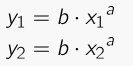 y₁ = b · x₁ᵃ
y₂ = b · x₂ᵃ